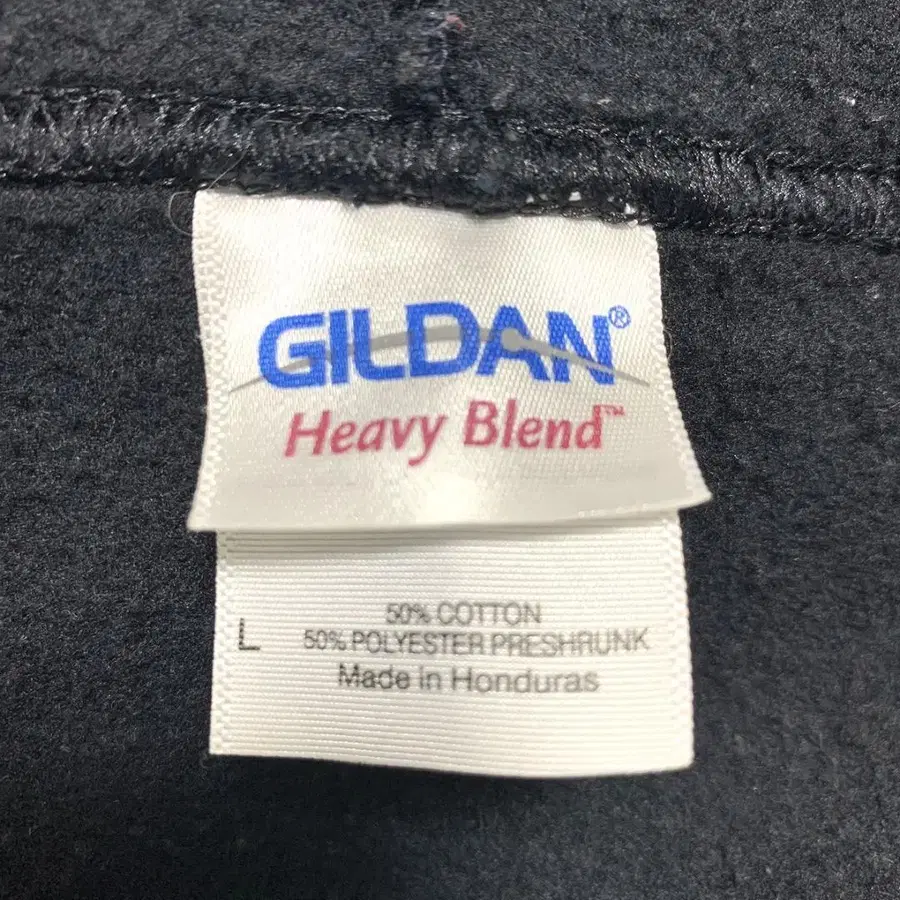 GILDAN®
Heavy Blend™
50% COTTON
L 50% POLYESTER PRESHRUNK
Made in Honduras